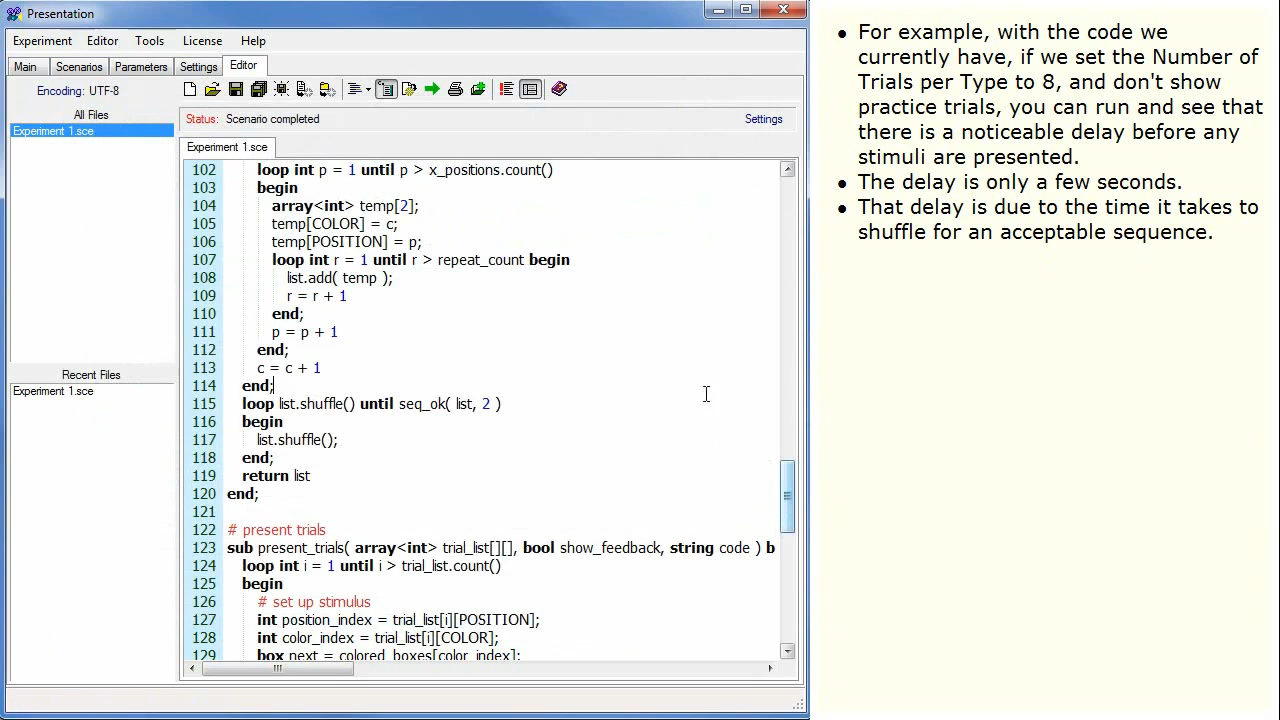 Presentation
Experiment Editor Tools License Help
Main Scenarios Parameters Settings Editor
Encoding: UTF-8
All Files
Experiment 1.sce
Recent Files
Experiment 1.sce
Status: Scenario completed Settings
Experiment 1.sce
102 loop int p = 1 until p > x_positions.count()
103 begin
104 array<int> temp[2];
105 temp[COLOR] = c;
106 temp[POSITION] = p;
107 loop int r = 1 until r > repeat_count begin
108 list.add( temp );
109 r = r + 1
110 end;
111 p = p + 1
112 end;
113 c = c + 1
114 end;
115 loop list.shuffle() until seq_ok( list, 2 )
116 begin
117 list.shuffle();
118 end;
119 return list
120 end;
121
122 # present trials
123 sub present_trials( array<int> trial_list[][], bool show_feedback, string code ) b
124 loop int i = 1 until i > trial_list.count()
125 begin
126 # set up stimulus
127 int position_index = trial_list[i][POSITION];
128 int color_index = trial_list[i][COLOR];
129 box next = colored_boxes[color_index];
• For example, with the code we
currently have, if we set the Number of
Trials per Type to 8, and don't show
practice trials, you can run and see that
there is a noticeable delay before any
stimuli are presented.
• The delay is only a few seconds.
• That delay is due to the time it takes to
shuffle for an acceptable sequence.